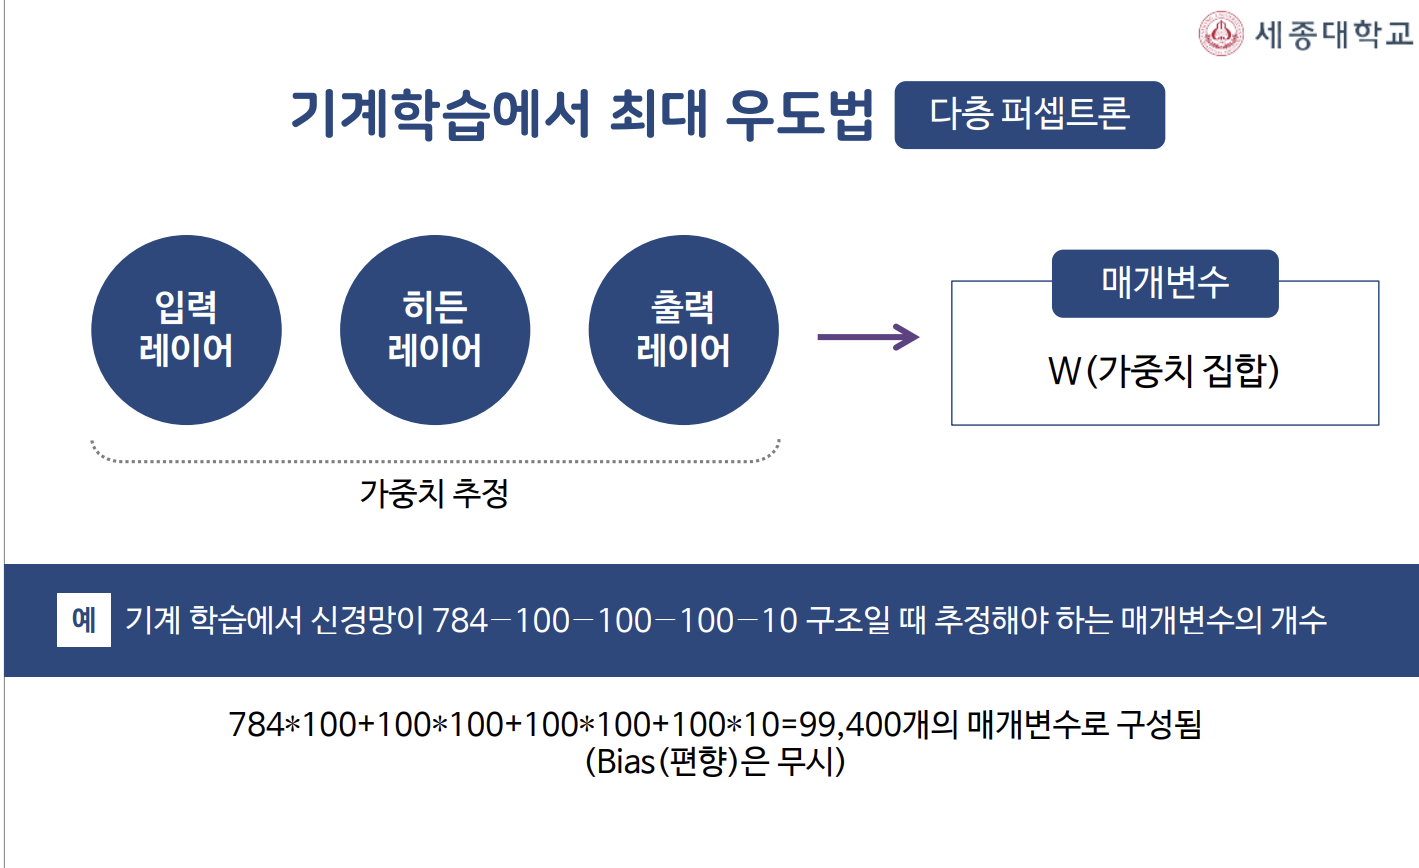 세종대학교
기계학습에서 최대 우도법 다층 퍼셉트론
입력
레이어
히든
레이어
출력
레이어
가중치 추정
매개변수
W(가중치 집합)
예 기계 학습에서 신경망이 784-100-100-100-10 구조일 때 추정해야 하는 매개변수의 개수
784*100+100*100+100*100+100*10=99,400개의 매개변수로 구성됨
(Bias(편향)은 무시)